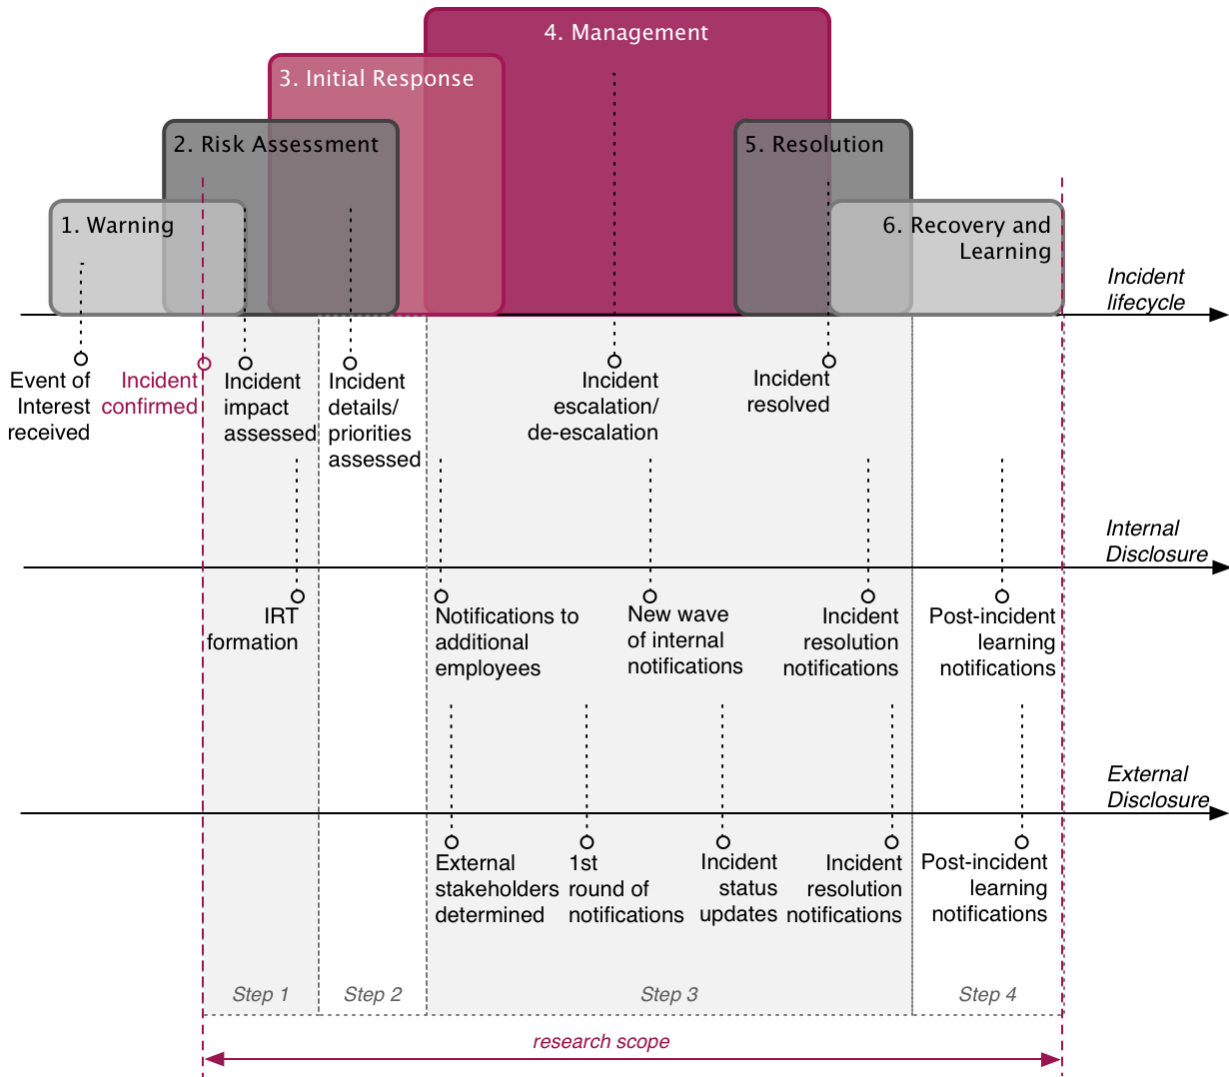 4. Management
3. Initial Response
2. Risk Assessment
5. Resolution
1. Warning
6. Recovery and
Learning
Incident
lifecycle
Event of
Interest
received
Incident
confirmed
Incident
impact
assessed
Incident
details/
priorities
assessed
Incident
escalation/
de-escalation
Incident
resolved
Internal
Disclosure
IRT
formation
Notifications to
additional
employees
New wave
of internal
notifications
Incident
resolution
notifications
Post-incident
learning
notifications
External
Disclosure
External
stakeholders
determined
1st
round of
notifications
Incident
status
updates
Incident
resolution
notifications
Post-incident
learning
notifications
Step 1
Step 2
Step 3
Step 4
research scope